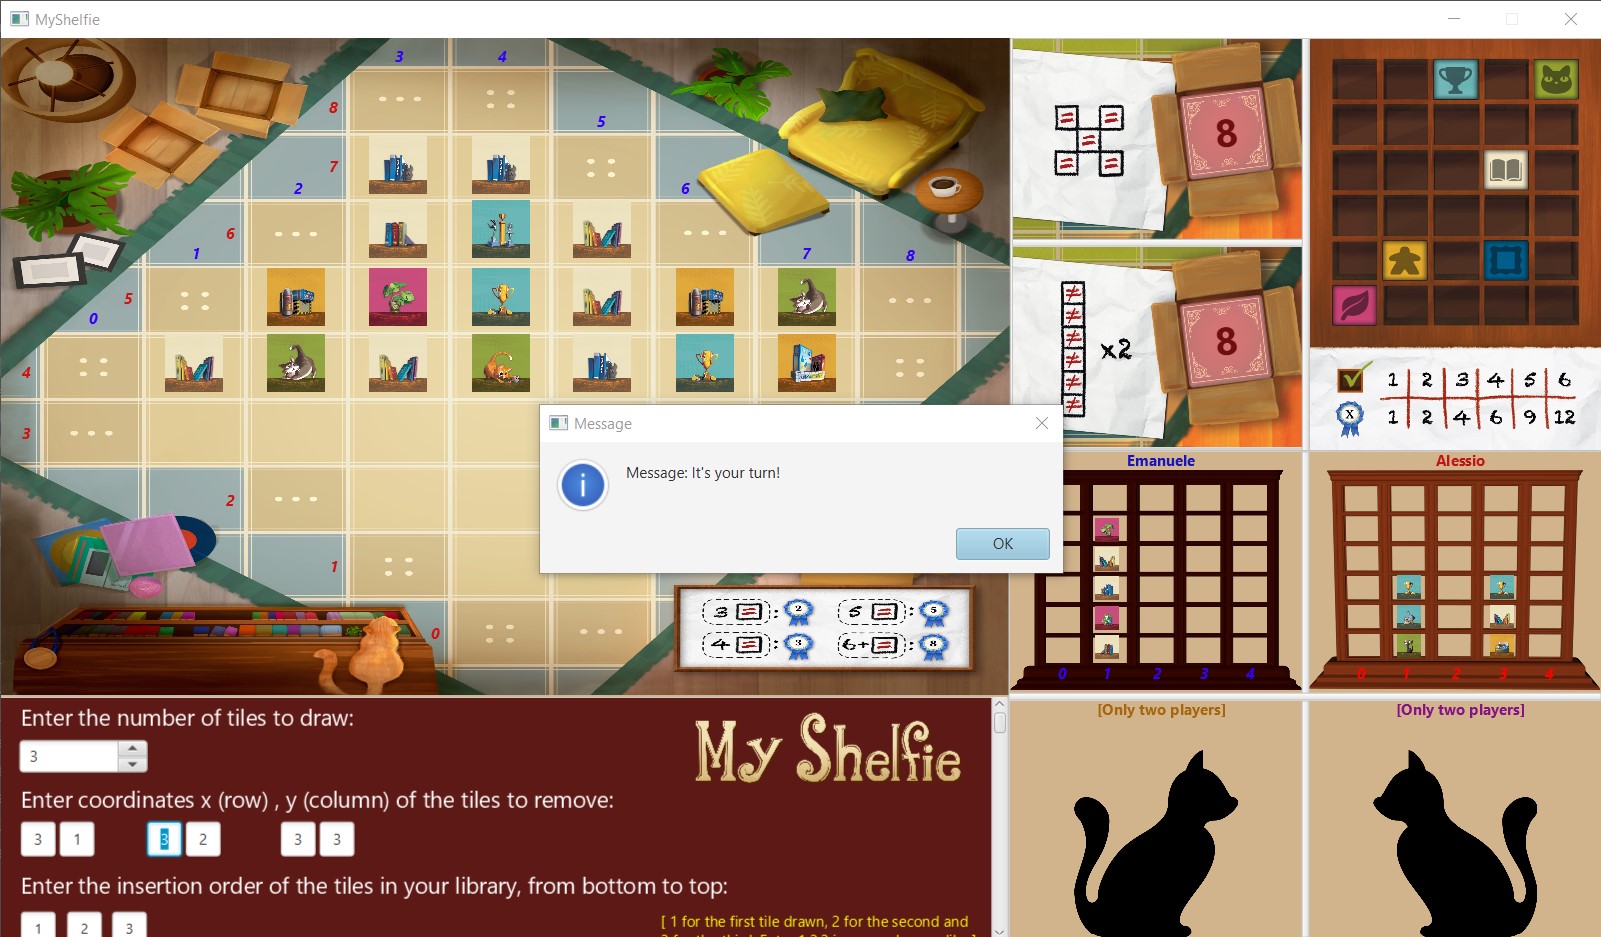 MyShelfie
3 4
8
5
7
2
6
6
1
7
8
5
0
4
3
2
1
0
8
x2
8
1 2 3 4 5 6
X 1 2 4 6 9 12
Message
Message: It's your turn!
OK
3 = : 2 5 = : 5
4 = : 3 6+ = : 8
Emanuele
0 1 2 3 4
Alessio
0 1 2 3 4
[Only two players]
[Only two players]
My Shelfie
Enter the number of tiles to draw:
3
Enter coordinates x (row) , y (column) of the tiles to remove:
3 1 3 2 3 3
Enter the insertion order of the tiles in your library, from bottom to top:
1 2 3
[ 1 for the first tile drawn, 2 for the second and